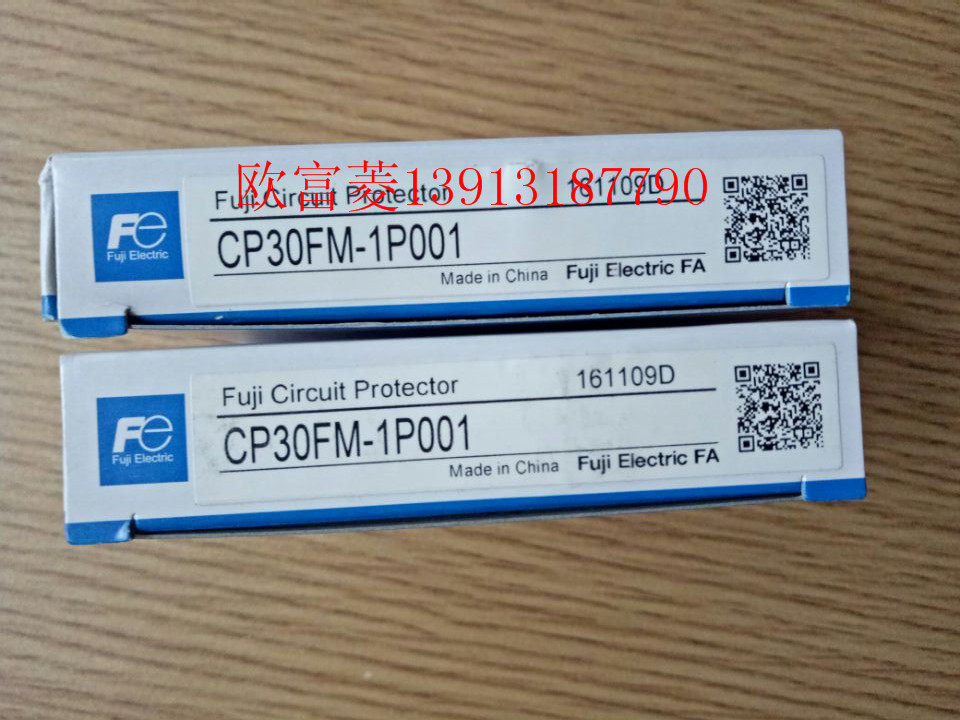 欧富菱13913187790
Fuji Circuit Protector 161109D
CP30FM-1P001
Made in China Fuji Electric FA
Fe
Fuji Electric
Fuji Circuit Protector 161109D
CP30FM-1P001
Made in China Fuji Electric FA
Fe
Fuji Electric